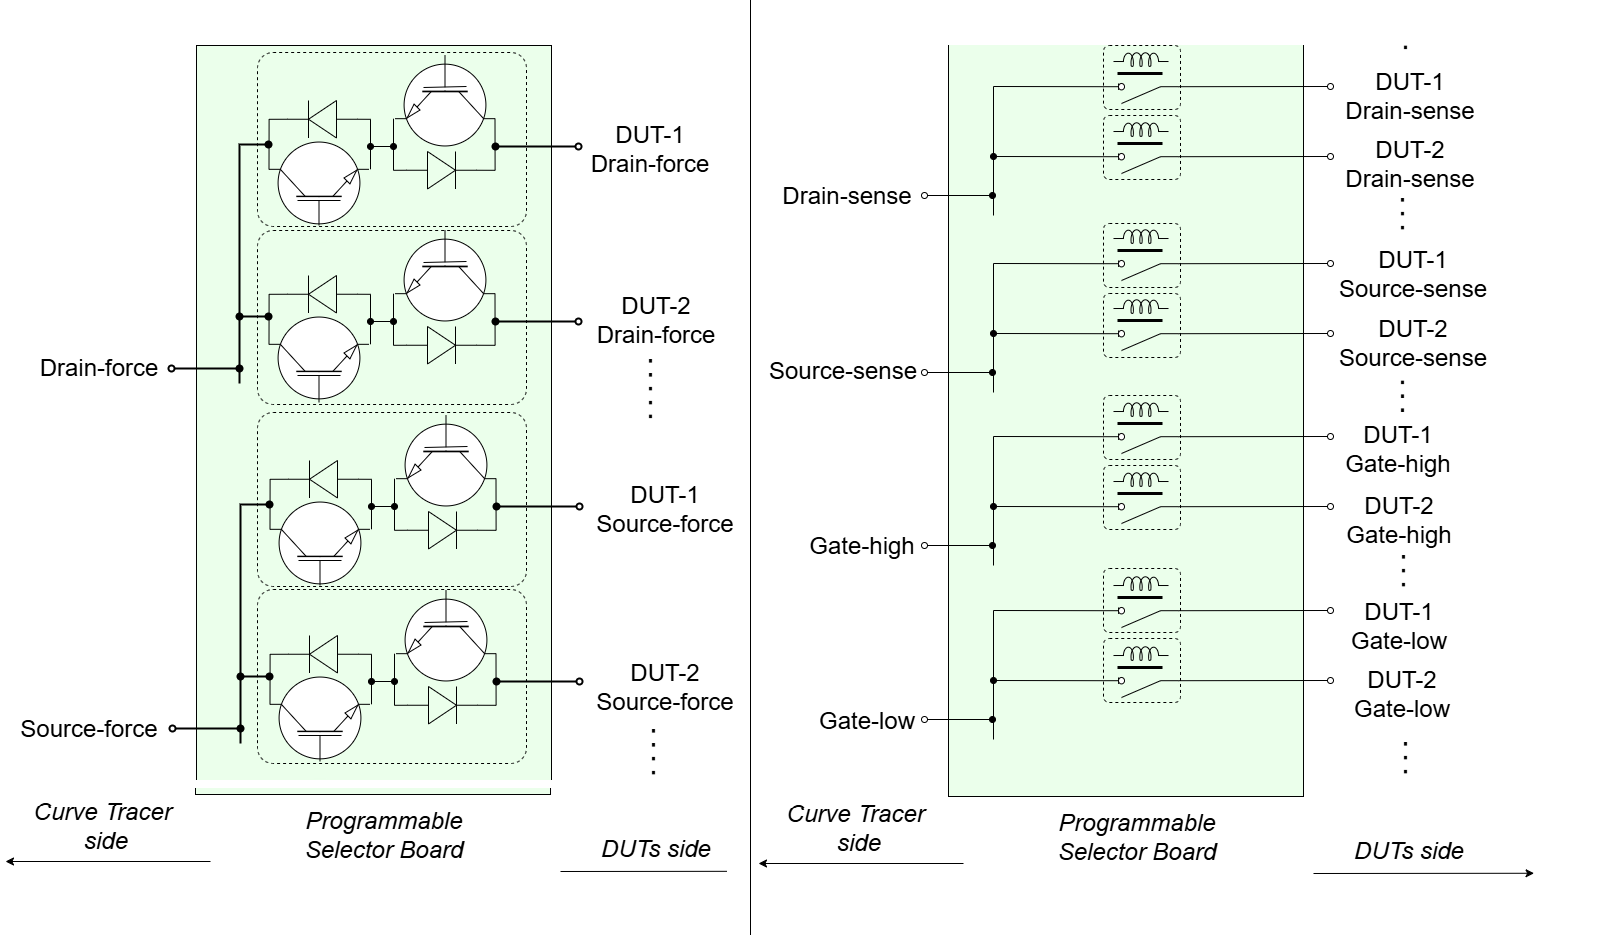 DUT-1
Drain-force
DUT-2
Drain-force
Drain-force
DUT-1
Source-force
DUT-2
Source-force
Source-force
Curve Tracer
side
Programmable
Selector Board
DUTs side
DUT-1
Drain-sense
DUT-2
Drain-sense
Drain-sense
DUT-1
Source-sense
DUT-2
Source-sense
Source-sense
DUT-1
Gate-high
DUT-2
Gate-high
Gate-high
DUT-1
Gate-low
DUT-2
Gate-low
Gate-low
Curve Tracer
side
Programmable
Selector Board
DUTs side